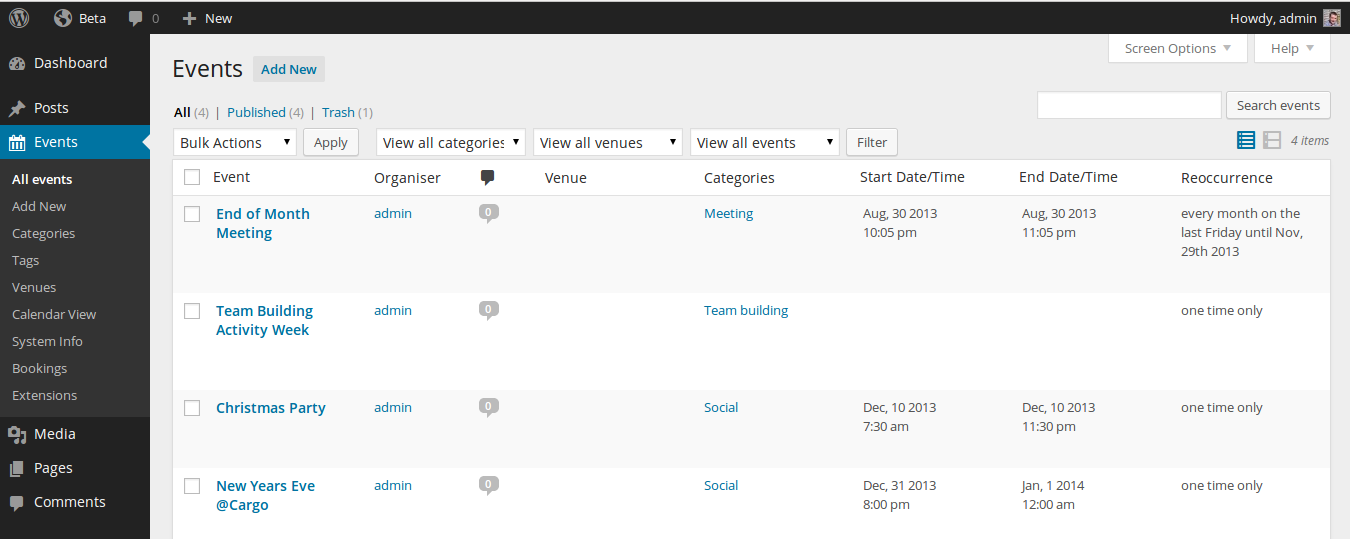 Beta 0 New Howdy, admin
Dashboard
Posts
Events
All events
Add New
Categories
Tags
Venues
Calendar View
System Info
Bookings
Extensions
Media
Pages
Comments
Screen Options Help
Events Add New
All (4) | Published (4) | Trash (1)
Search events
Bulk Actions Apply View all categories View all venues View all events Filter
4 items
Event Organiser Venue Categories Start Date/Time End Date/Time Reoccurrence
End of Month admin 0 Meeting Aug, 30 2013 Aug, 30 2013 every month on the
Meeting 10:05 pm 11:05 pm last Friday until Nov,
29th 2013
Team Building admin 0 Team building one time only
Activity Week
Christmas Party admin 0 Social Dec, 10 2013 Dec, 10 2013 one time only
7:30 am 11:30 pm
New Years Eve admin 0 Social Dec, 31 2013 Jan, 1 2014 one time only
@Cargo 8:00 pm 12:00 am